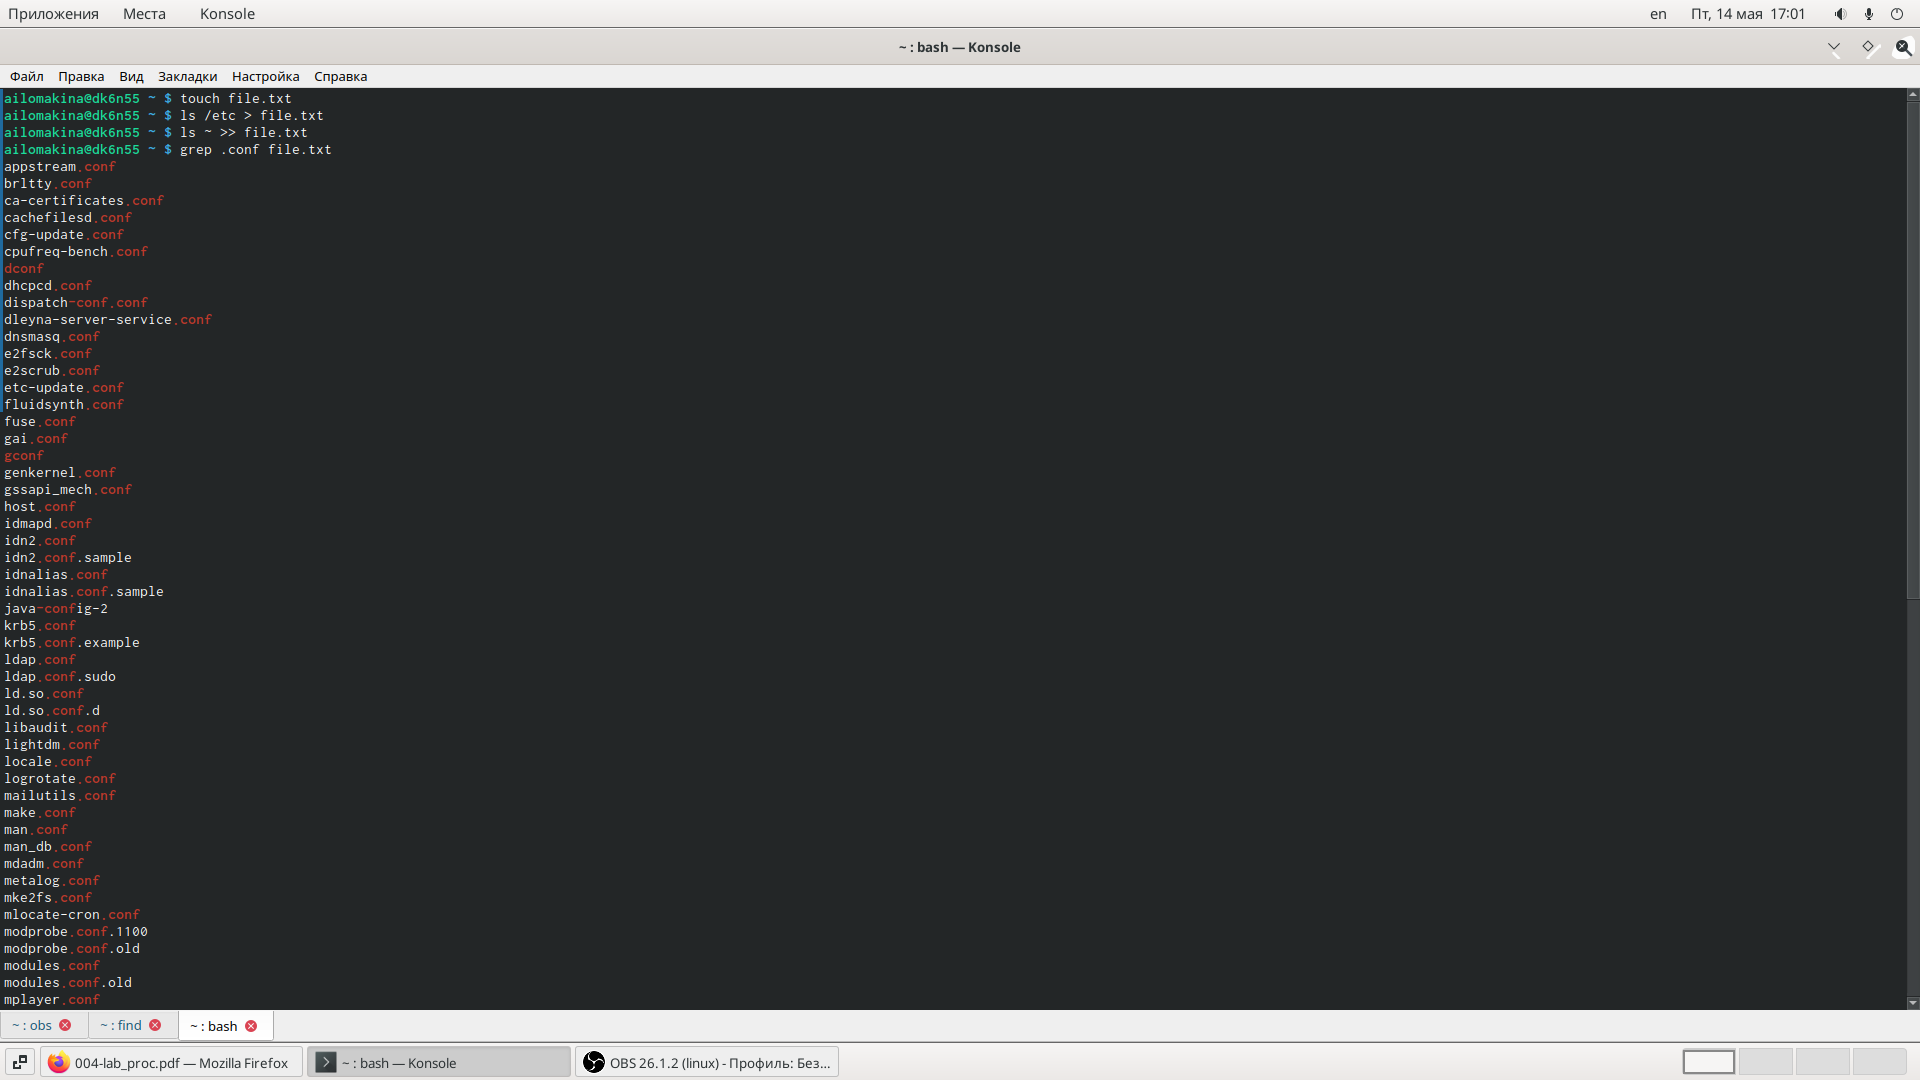 Приложения Места Konsole en Пт, 14 мая 17:01
~ : bash — Konsole
Файл Правка Вид Закладки Настройка Справка
ailomakina@dk6n55 ~ $ touch file.txt
ailomakina@dk6n55 ~ $ ls /etc > file.txt
ailomakina@dk6n55 ~ $ ls ~ >> file.txt
ailomakina@dk6n55 ~ $ grep .conf file.txt
appstream.conf
brltty.conf
ca-certificates.conf
cachefilesd.conf
cfg-update.conf
cpufreq-bench.conf
dconf
dhcpcd.conf
dispatch-conf.conf
dleyna-server-service.conf
dnsmasq.conf
e2fsck.conf
e2scrub.conf
etc-update.conf
fluidsynth.conf
fuse.conf
gai.conf
gconf
genkernel.conf
gssapi_mech.conf
host.conf
idmapd.conf
idn2.conf
idn2.conf.sample
idnalias.conf
idnalias.conf.sample
java-config-2
krb5.conf
krb5.conf.example
ldap.conf
ldap.conf.sudo
ld.so.conf
ld.so.conf.d
libaudit.conf
lightdm.conf
locale.conf
logrotate.conf
mailutils.conf
make.conf
man.conf
man_db.conf
mdadm.conf
metalog.conf
mke2fs.conf
mlocate-cron.conf
modprobe.conf.1100
modprobe.conf.old
modules.conf
modules.conf.old
mplayer.conf
~ : obs ~ : find ~ : bash
004-lab_proc.pdf — Mozilla Firefox ~ : bash — Konsole OBS 26.1.2 (linux) - Профиль: Без...